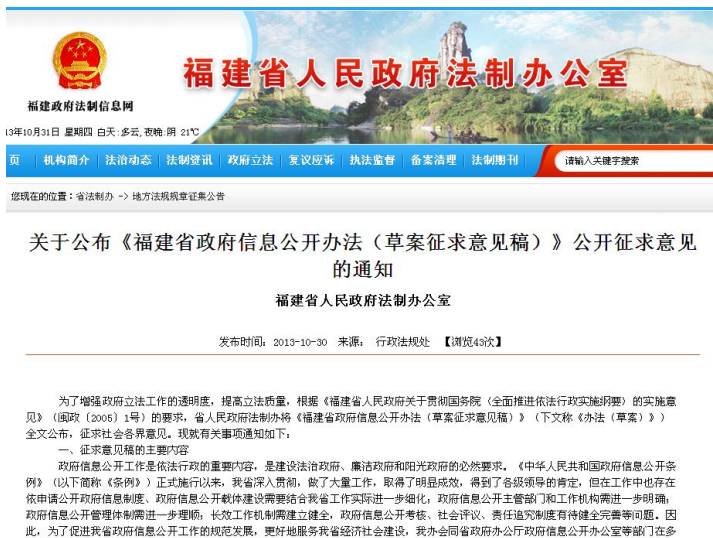 福建省人民政府法制办公室
福建政府法制信息网
13年10月31日 星期四 白天:多云,夜晚:阴 21℃
页 机构简介 法治动态 法制资讯 政府立法 复议应诉 执法监督 备案清理 法制期刊 请输入关键字搜索
您现在的位置：省法制办 -> 地方法规规章征集公告
关于公布《福建省政府信息公开办法（草案征求意见稿）》公开征求意见
的通知
福建省人民政府法制办公室
发布时间：2013-10-30 来源： 行政法规处 【浏览43次】
为了增强政府立法工作的透明度，提高立法质量，根据《福建省人民政府关于贯彻国务院〈全面推进依法行政实施纲要〉的实施意
见》（闽政〔2005〕1号）的要求，省人民政府法制办将《福建省政府信息公开办法（草案征求意见稿）》（下文称《办法（草案）》）
全文公布，征求社会各界意见。现就有关事项通知如下：
一、征求意见稿的主要内容
政府信息公开工作是依法行政的重要内容，是建设法治政府、廉洁政府和阳光政府的必然要求。《中华人民共和国政府信息公开条
例》（以下简称《条例》）正式施行以来，我省深入贯彻，做了大量工作，取得了明显成效，得到了各级领导的肯定，但在工作中也存在
依申请公开政府信息制度、政府信息公开载体建设需要结合我省工作实际进一步细化；政府信息公开主管部门和工作机构需进一步明确；
政府信息公开管理体制需进一步理顺；长效工作机制需建立健全，政府信息公开考核、社会评议、责任追究制度有待健全完善等问题。因
此，为了促进我省政府信息公开工作的规范发展，更好地服务我省经济社会建设，我办会同省政府办公厅政府信息公开办公室等部门在多